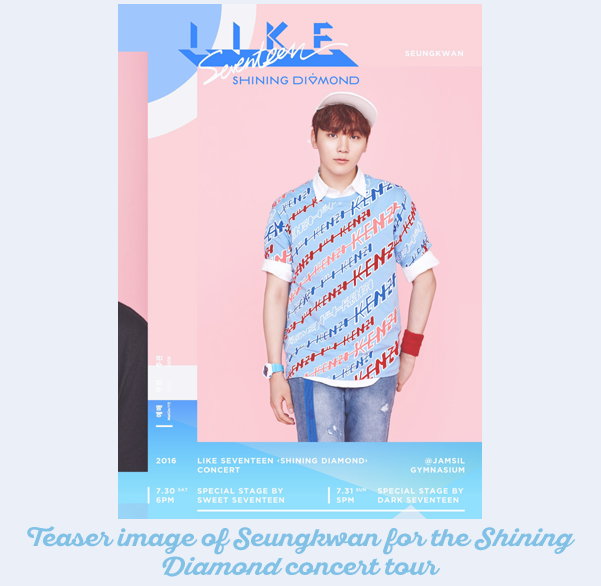 LIKE
Seventeen
SHINING DIAMOND
SEUNGKWAN
KENZO
2016
LIKE SEVENTEEN <SHINING DIAMOND>
CONCERT
@JAMSIL
GYMNASIUM
7.30 SAT
6PM
SPECIAL STAGE BY
SWEET SEVENTEEN
7.31 SUN
5PM
SPECIAL STAGE BY
DARK SEVENTEEN
Teaser image of Seungkwan for the Shining
Diamond concert tour